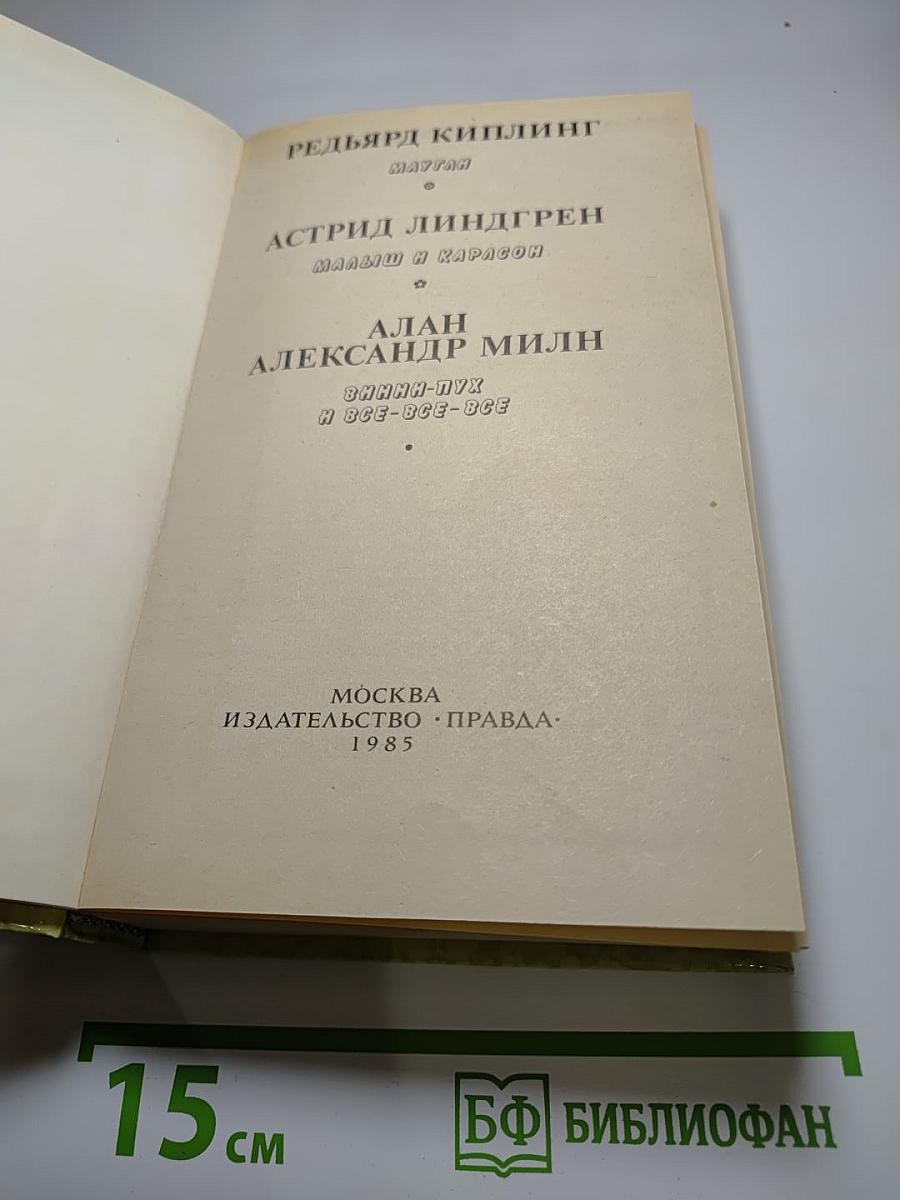 РЕДЬЯРД КИПЛИНГ
МАУГЛИ
АСТРИД ЛИНДГРЕН
МАЛЫШ И КАРЛСОН
АЛАН
АЛЕКСАНДР МИЛН
ВИННИ-ПУХ
И ВСЕ-ВСЕ-ВСЕ
МОСКВА
ИЗДАТЕЛЬСТВО «ПРАВДА»
1985
15 см
БФ БИБЛИОФАН